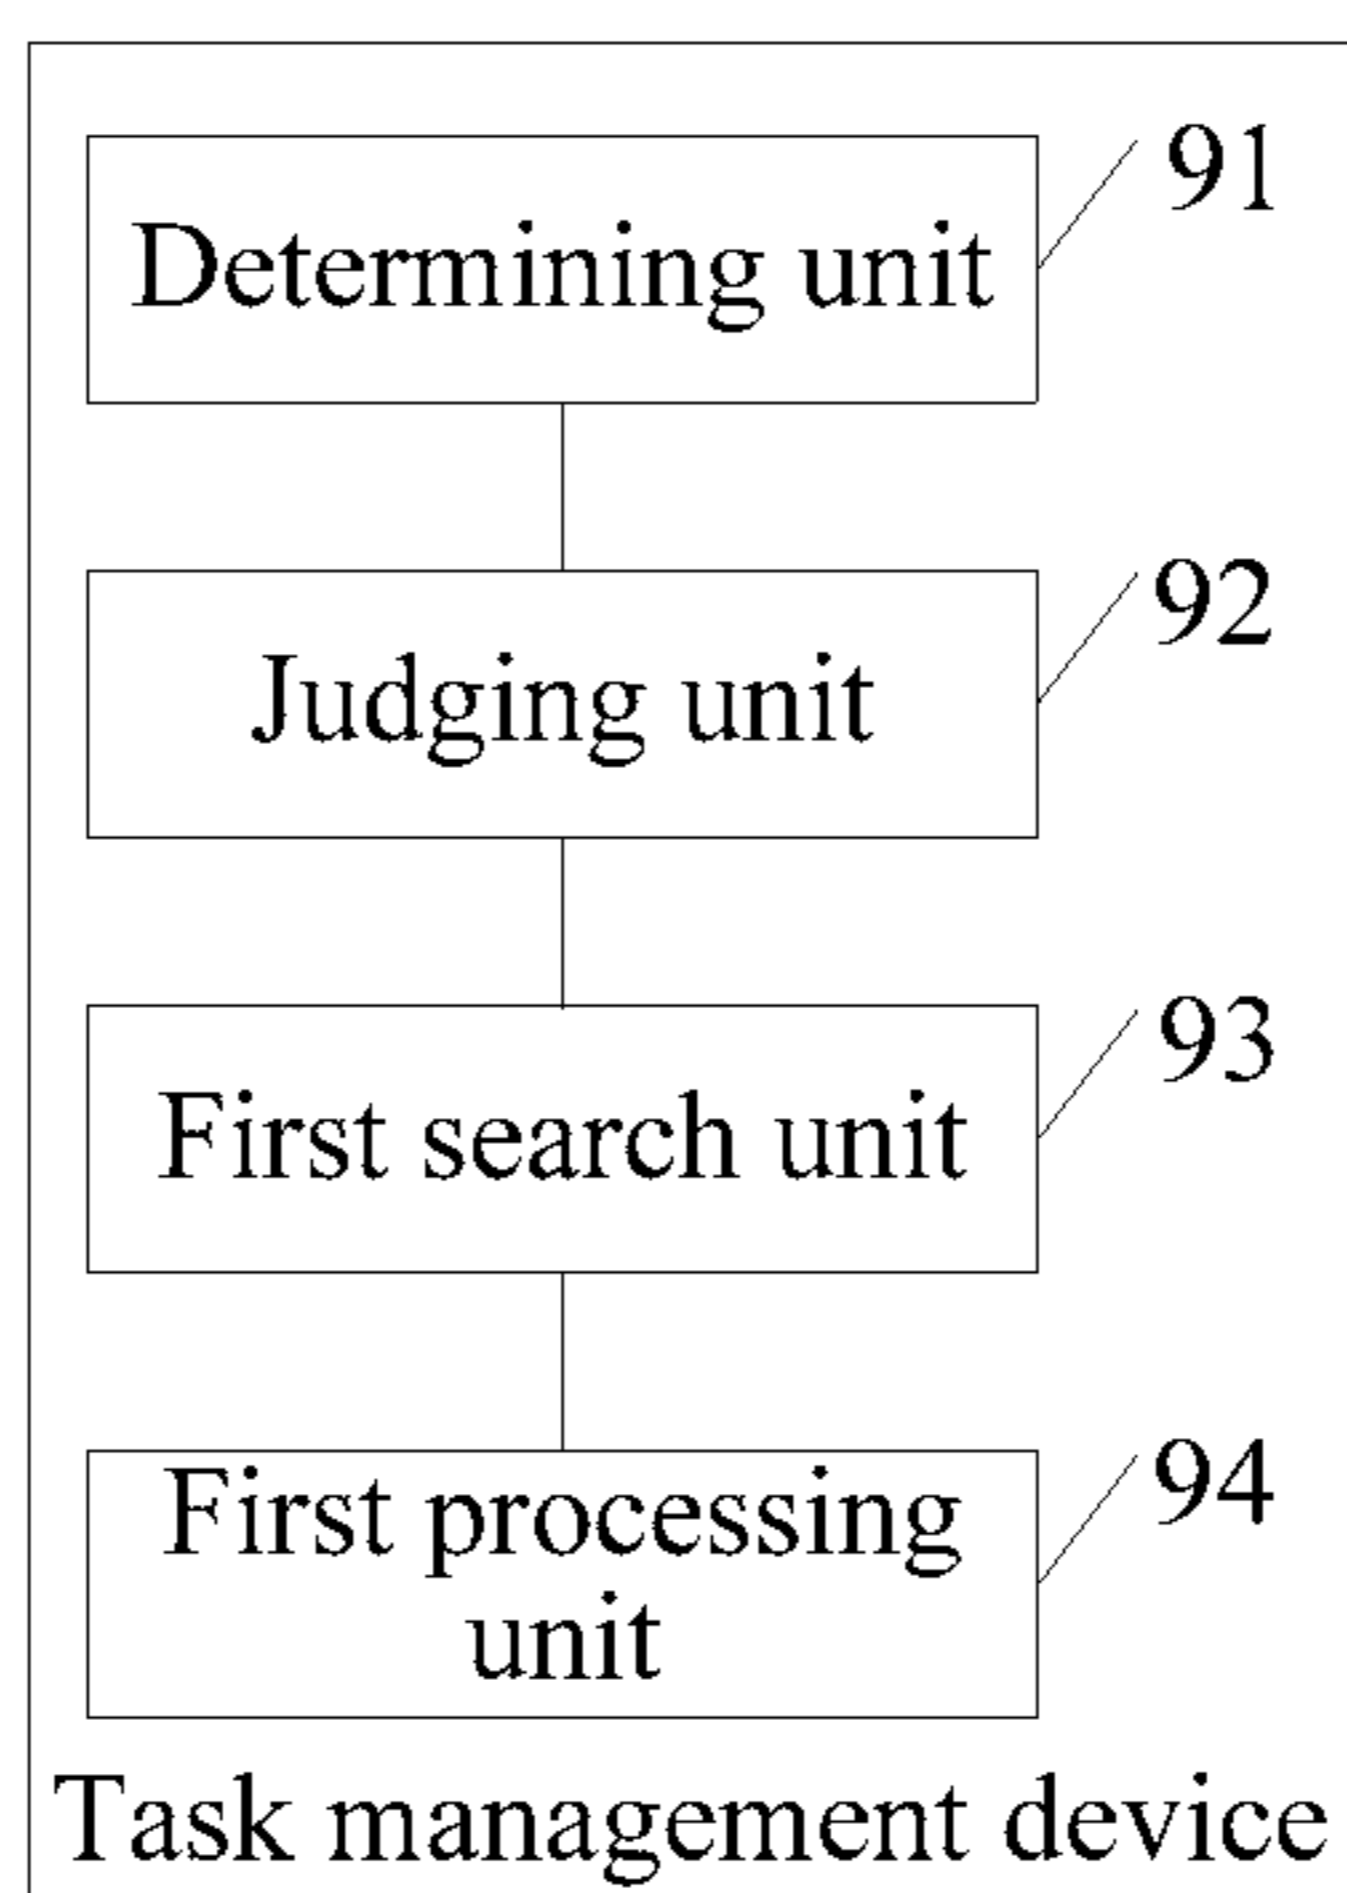 91
Determining unit
92
Judging unit
93
First search unit
94
First processing
unit
Task management device